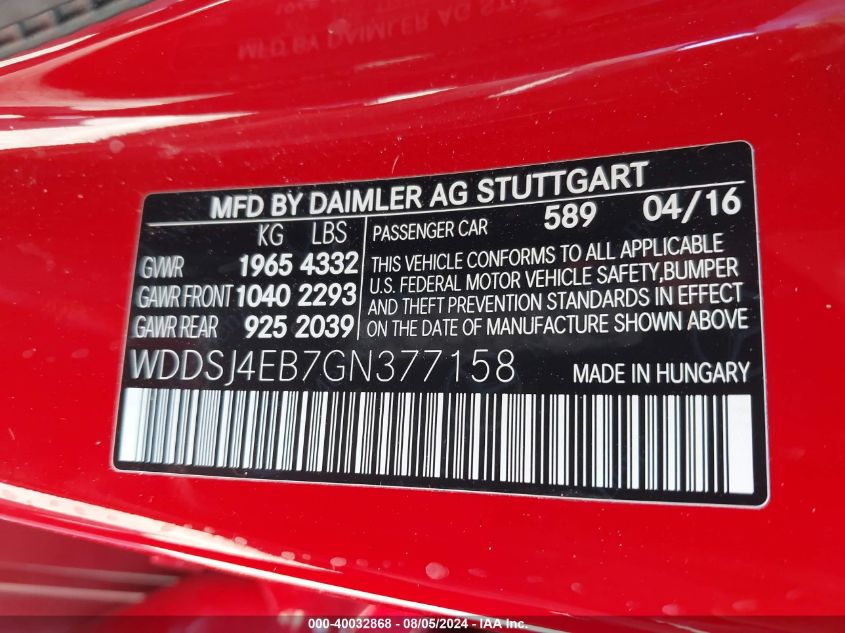 MFD BY DAIMLER AG STUTTGART
KG LBS
PASSENGER CAR 589 04/16
GVWR 1965 4332
GAWR FRONT 1040 2293
GAWR REAR 925 2039
THIS VEHICLE CONFORMS TO ALL APPLICABLE
U.S. FEDERAL MOTOR VEHICLE SAFETY, BUMPER
AND THEFT PREVENTION STANDARDS IN EFFECT
ON THE DATE OF MANUFACTURE SHOWN ABOVE
WDDSJ4EB7GN377158 MADE IN HUNGARY
000-40032868 - 08/05/2024 - IAA Inc.